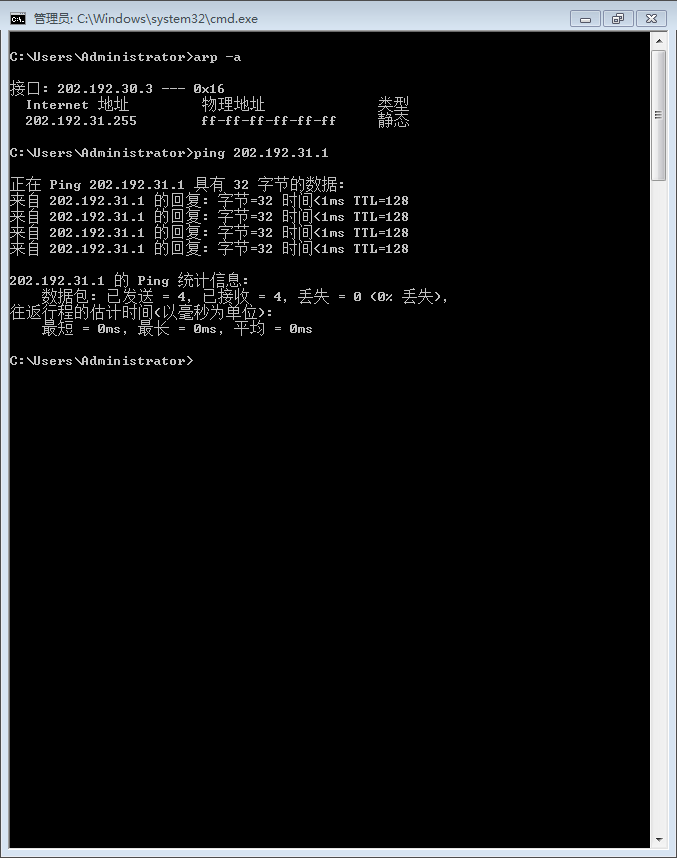 管理员: C:\Windows\system32\cmd.exe
C:\Users\Administrator>arp -a
接口: 202.192.30.3 --- 0x16
Internet 地址 物理地址 类型
202.192.31.255 ff-ff-ff-ff-ff-ff 静态
C:\Users\Administrator>ping 202.192.31.1
正在 Ping 202.192.31.1 具有 32 字节的数据:
来自 202.192.31.1 的回复: 字节=32 时间<1ms TTL=128
来自 202.192.31.1 的回复: 字节=32 时间<1ms TTL=128
来自 202.192.31.1 的回复: 字节=32 时间<1ms TTL=128
来自 202.192.31.1 的回复: 字节=32 时间<1ms TTL=128
202.192.31.1 的 Ping 统计信息:
数据包: 已发送 = 4, 已接收 = 4, 丢失 = 0 (0% 丢失),
往返行程的估计时间(以毫秒为单位):
最短 = 0ms, 最长 = 0ms, 平均 = 0ms
C:\Users\Administrator>